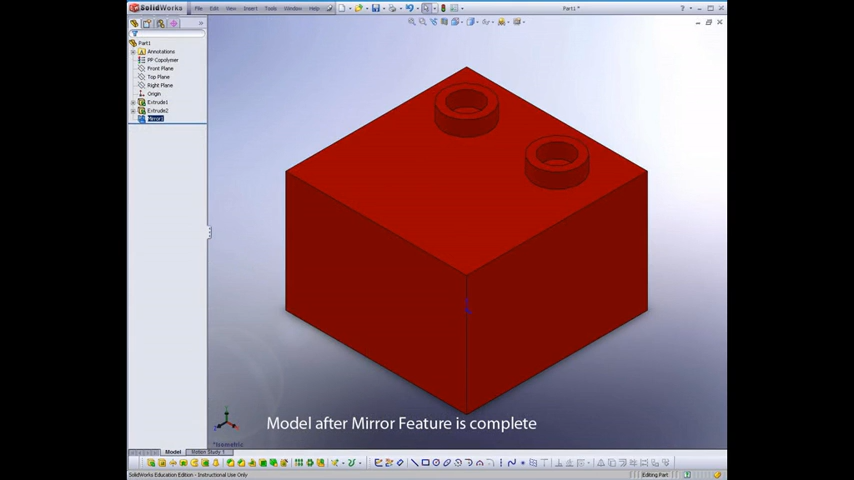 SolidWorks
File Edit View Insert Tools Window Help
Part1 *
Part1
Annotations
PP Copolymer
Front Plane
Top Plane
Right Plane
Origin
Extrude1
Extrude2
Mirror1
Model after Mirror Feature is complete
*Isometric
Model Motion Study 1
SolidWorks Education Edition - Instructional Use Only
Editing Part